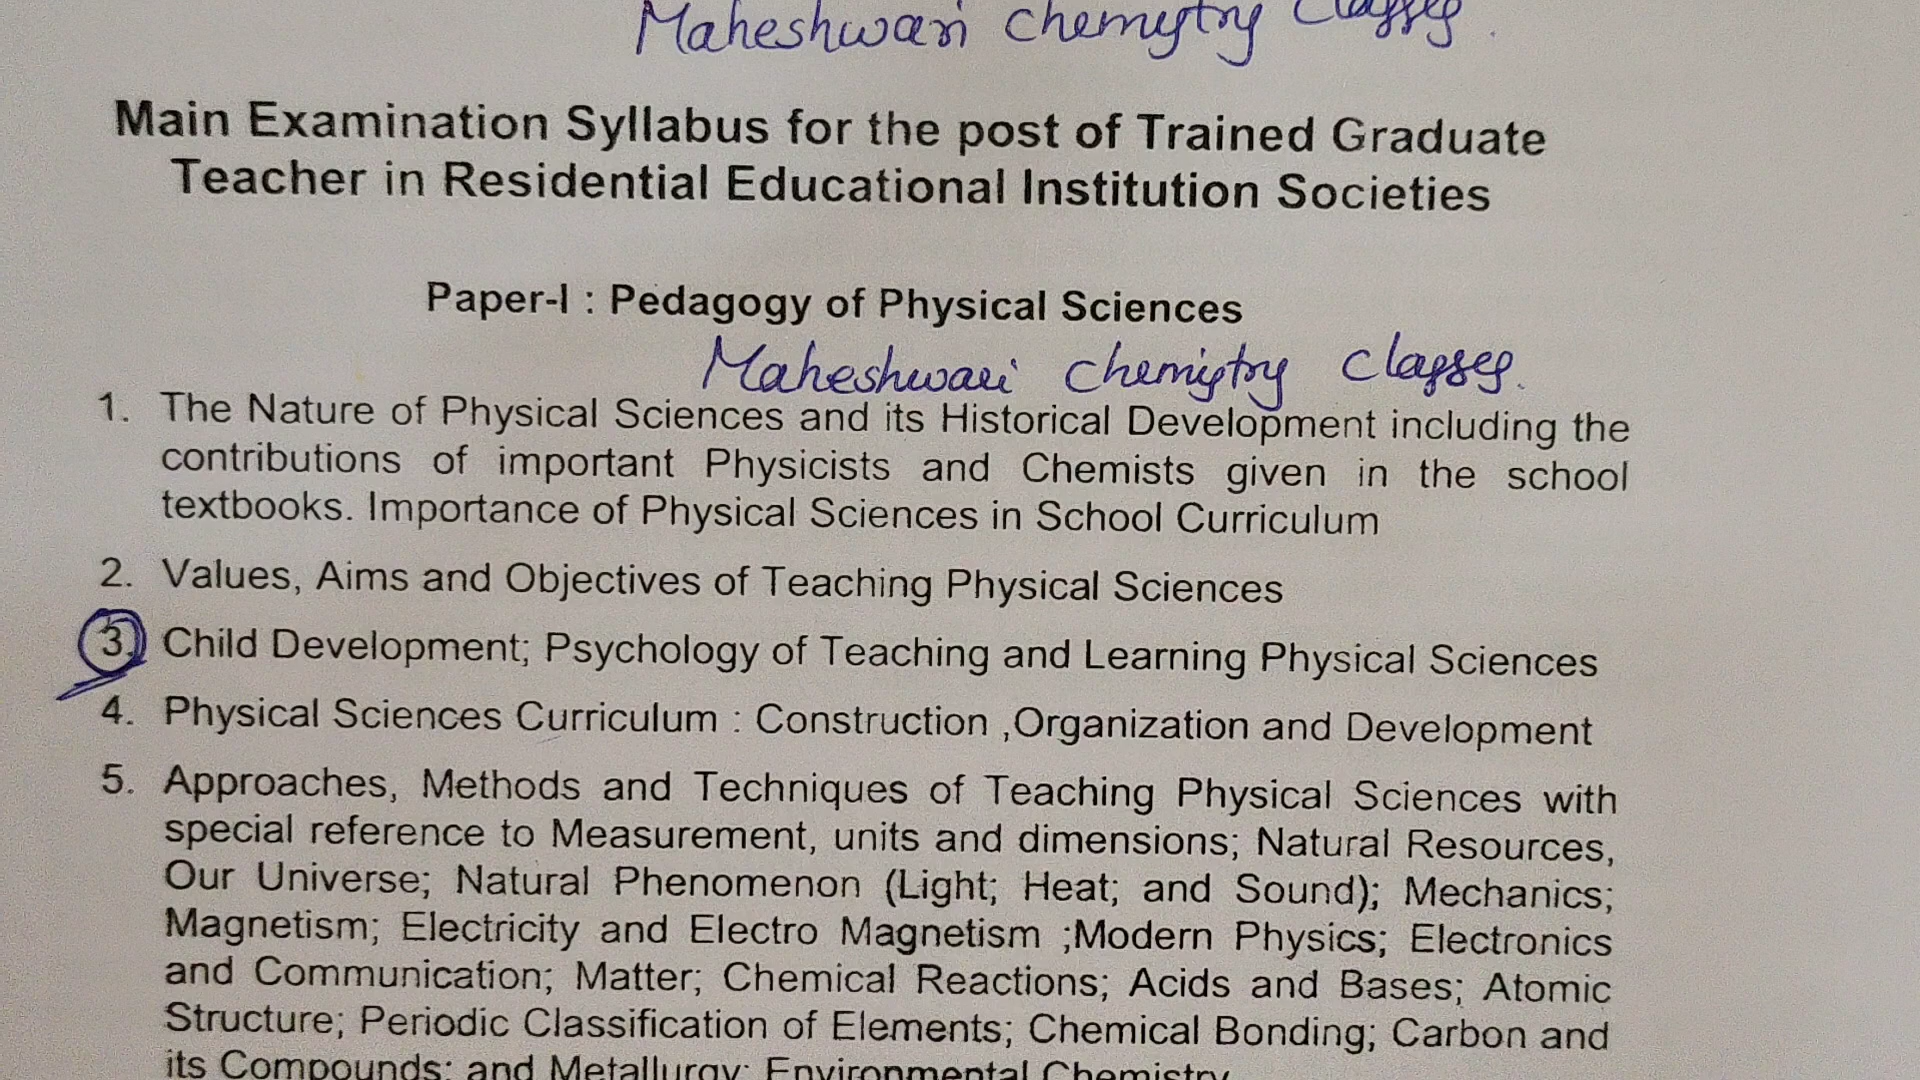 Maheshwari Chemistry Classes.
Main Examination Syllabus for the post of Trained Graduate
Teacher in Residential Educational Institution Societies
Paper-I : Pedagogy of Physical Sciences
Maheshwari Chemistry Classes.
1. The Nature of Physical Sciences and its Historical Development including the
contributions of important Physicists and Chemists given in the school
textbooks. Importance of Physical Sciences in School Curriculum
2. Values, Aims and Objectives of Teaching Physical Sciences
3. Child Development; Psychology of Teaching and Learning Physical Sciences
4. Physical Sciences Curriculum : Construction ,Organization and Development
5. Approaches, Methods and Techniques of Teaching Physical Sciences with
special reference to Measurement, units and dimensions; Natural Resources,
Our Universe; Natural Phenomenon (Light; Heat; and Sound); Mechanics;
Magnetism; Electricity and Electro Magnetism ;Modern Physics; Electronics
and Communication; Matter; Chemical Reactions; Acids and Bases; Atomic
Structure; Periodic Classification of Elements; Chemical Bonding; Carbon and
its Compounds; and Metallurgy; Environmental Chemistry